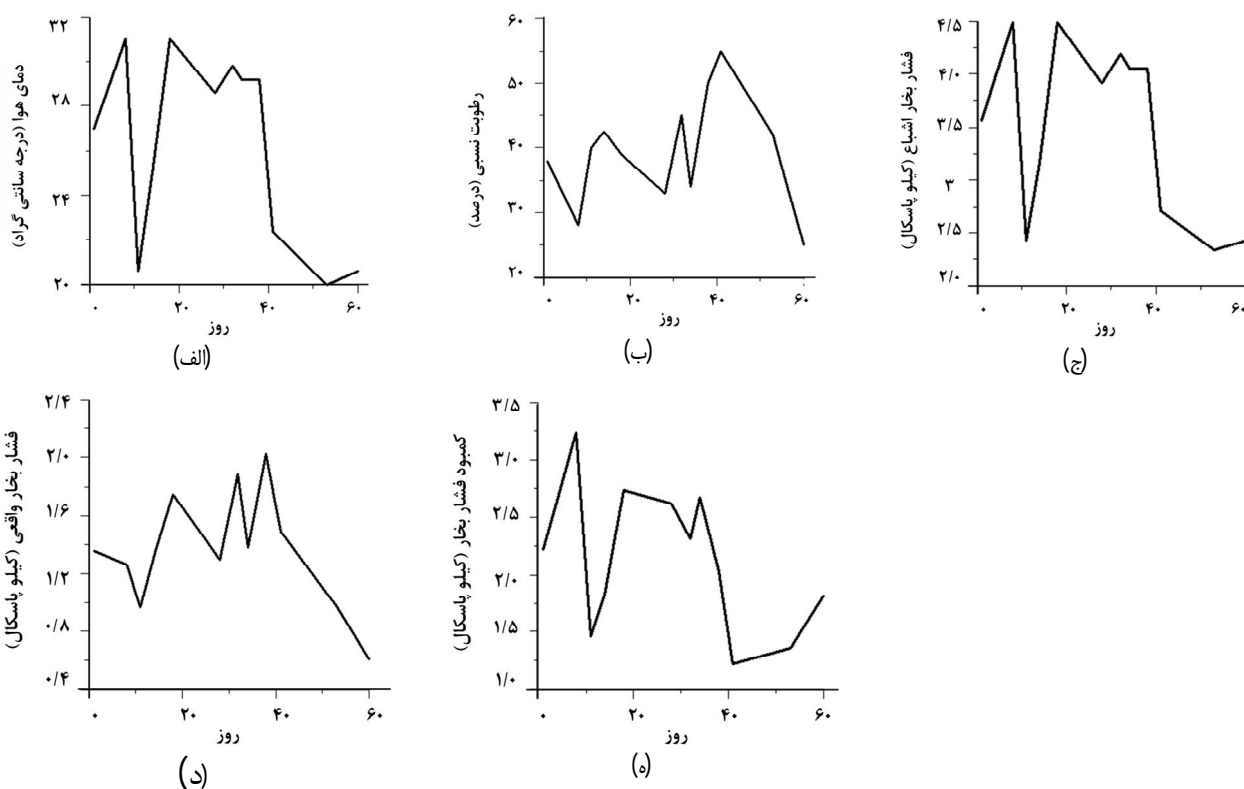 دمای هوا (درجه سانتی گراد)
۳۲
۲۸
۲۴
۲۰
۰ ۲۰ ۴۰ ۶۰
روز
(الف)
رطوبت نسبی (درصد)
۶۰
۵۰
۴۰
۳۰
۲۰
۰ ۲۰ ۴۰ ۶۰
روز
(ب)
فشار بخار اشباع (کیلو پاسکال)
۴/۵
۴/۰
۳/۵
۳
۲/۵
۲/۰
۰ ۲۰ ۴۰ ۶۰
روز
(ج)
فشار بخار واقعی (کیلو پاسکال)
۲/۴
۲/۰
۱/۶
۱/۲
۰/۸
۰/۴
۰ ۲۰ ۴۰ ۶۰
روز
(د)
کمبود فشار بخار (کیلو پاسکال)
۳/۵
۳/۰
۲/۵
۲/۰
۱/۵
۱/۰
۰ ۲۰ ۴۰ ۶۰
روز
(ه)